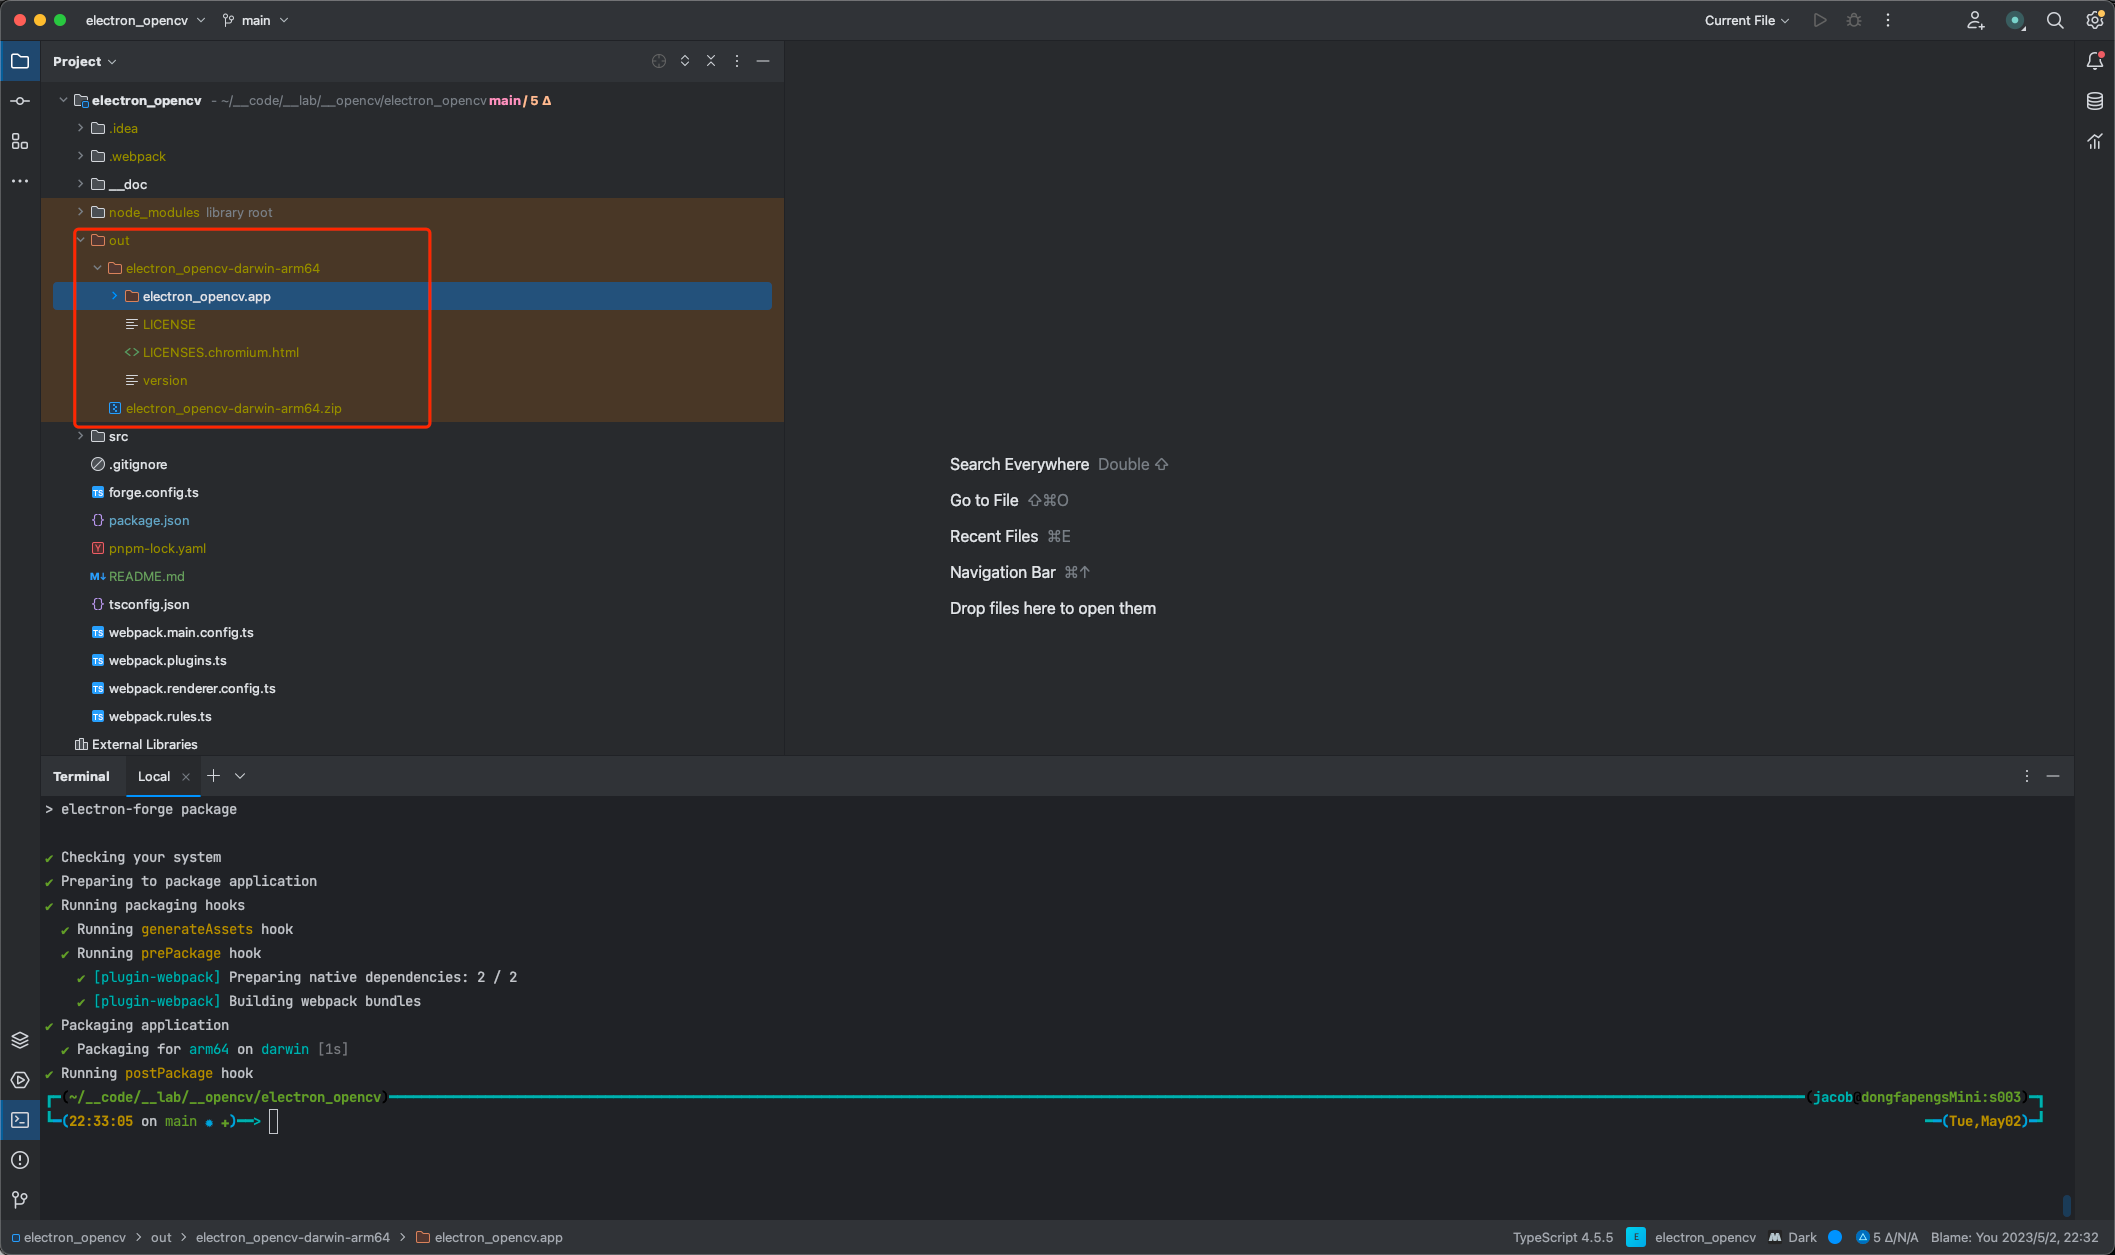 electron_opencv main Current File
Project
electron_opencv - ~/__code/__lab/__opencv/electron_opencv main / 5 Δ
.idea
.webpack
__doc
node_modules library root
out
electron_opencv-darwin-arm64
electron_opencv.app
LICENSE
<> LICENSES.chromium.html
version
electron_opencv-darwin-arm64.zip
src
.gitignore
TS forge.config.ts
{} package.json
Y pnpm-lock.yaml
M↓ README.md
{} tsconfig.json
TS webpack.main.config.ts
TS webpack.plugins.ts
TS webpack.renderer.config.ts
TS webpack.rules.ts
External Libraries
Search Everywhere Double ⇧
Go to File ⇧⌘O
Recent Files ⌘E
Navigation Bar ⌘↑
Drop files here to open them
Terminal Local
> electron-forge package
✔ Checking your system
✔ Preparing to package application
✔ Running packaging hooks
✔ Running generateAssets hook
✔ Running prePackage hook
✔ [plugin-webpack] Preparing native dependencies: 2 / 2
✔ [plugin-webpack] Building webpack bundles
✔ Packaging application
✔ Packaging for arm64 on darwin [1s]
✔ Running postPackage hook
(~/__code/__lab/__opencv/electron_opencv) (jacob@dongfapengsMini:s003)
(22:33:05 on main ● +)—> (Tue,May02)
electron_opencv > out > electron_opencv-darwin-arm64 > electron_opencv.app TypeScript 4.5.5 E electron_opencv M Dark 5 Δ/N/A Blame: You 2023/5/2, 22:32